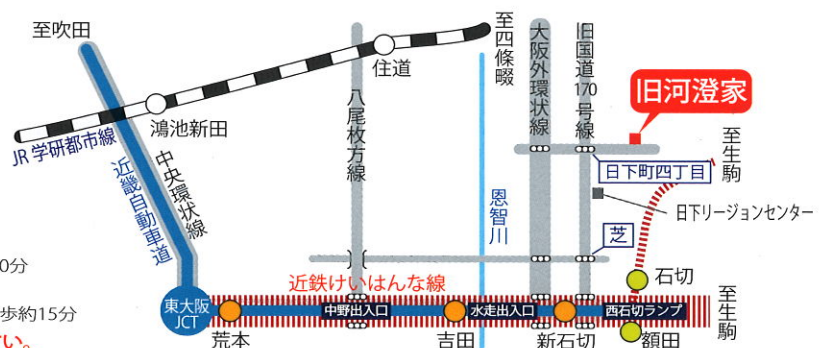 至吹田
JR学研都市線
鴻池新田
住道
至四條畷
近畿自動車道
中央環状線
八尾枚方線
恩智川
大阪外環状線
旧国道170号線
旧河澄家
至生駒
日下町四丁目
日下リージョンセンター
芝
近鉄けいはんな線
石切
東大阪
JCT
荒本
中野出入口
吉田
水走出入口
新石切
西石切ランプ
額田
至生駒
0分
歩約15分
い。